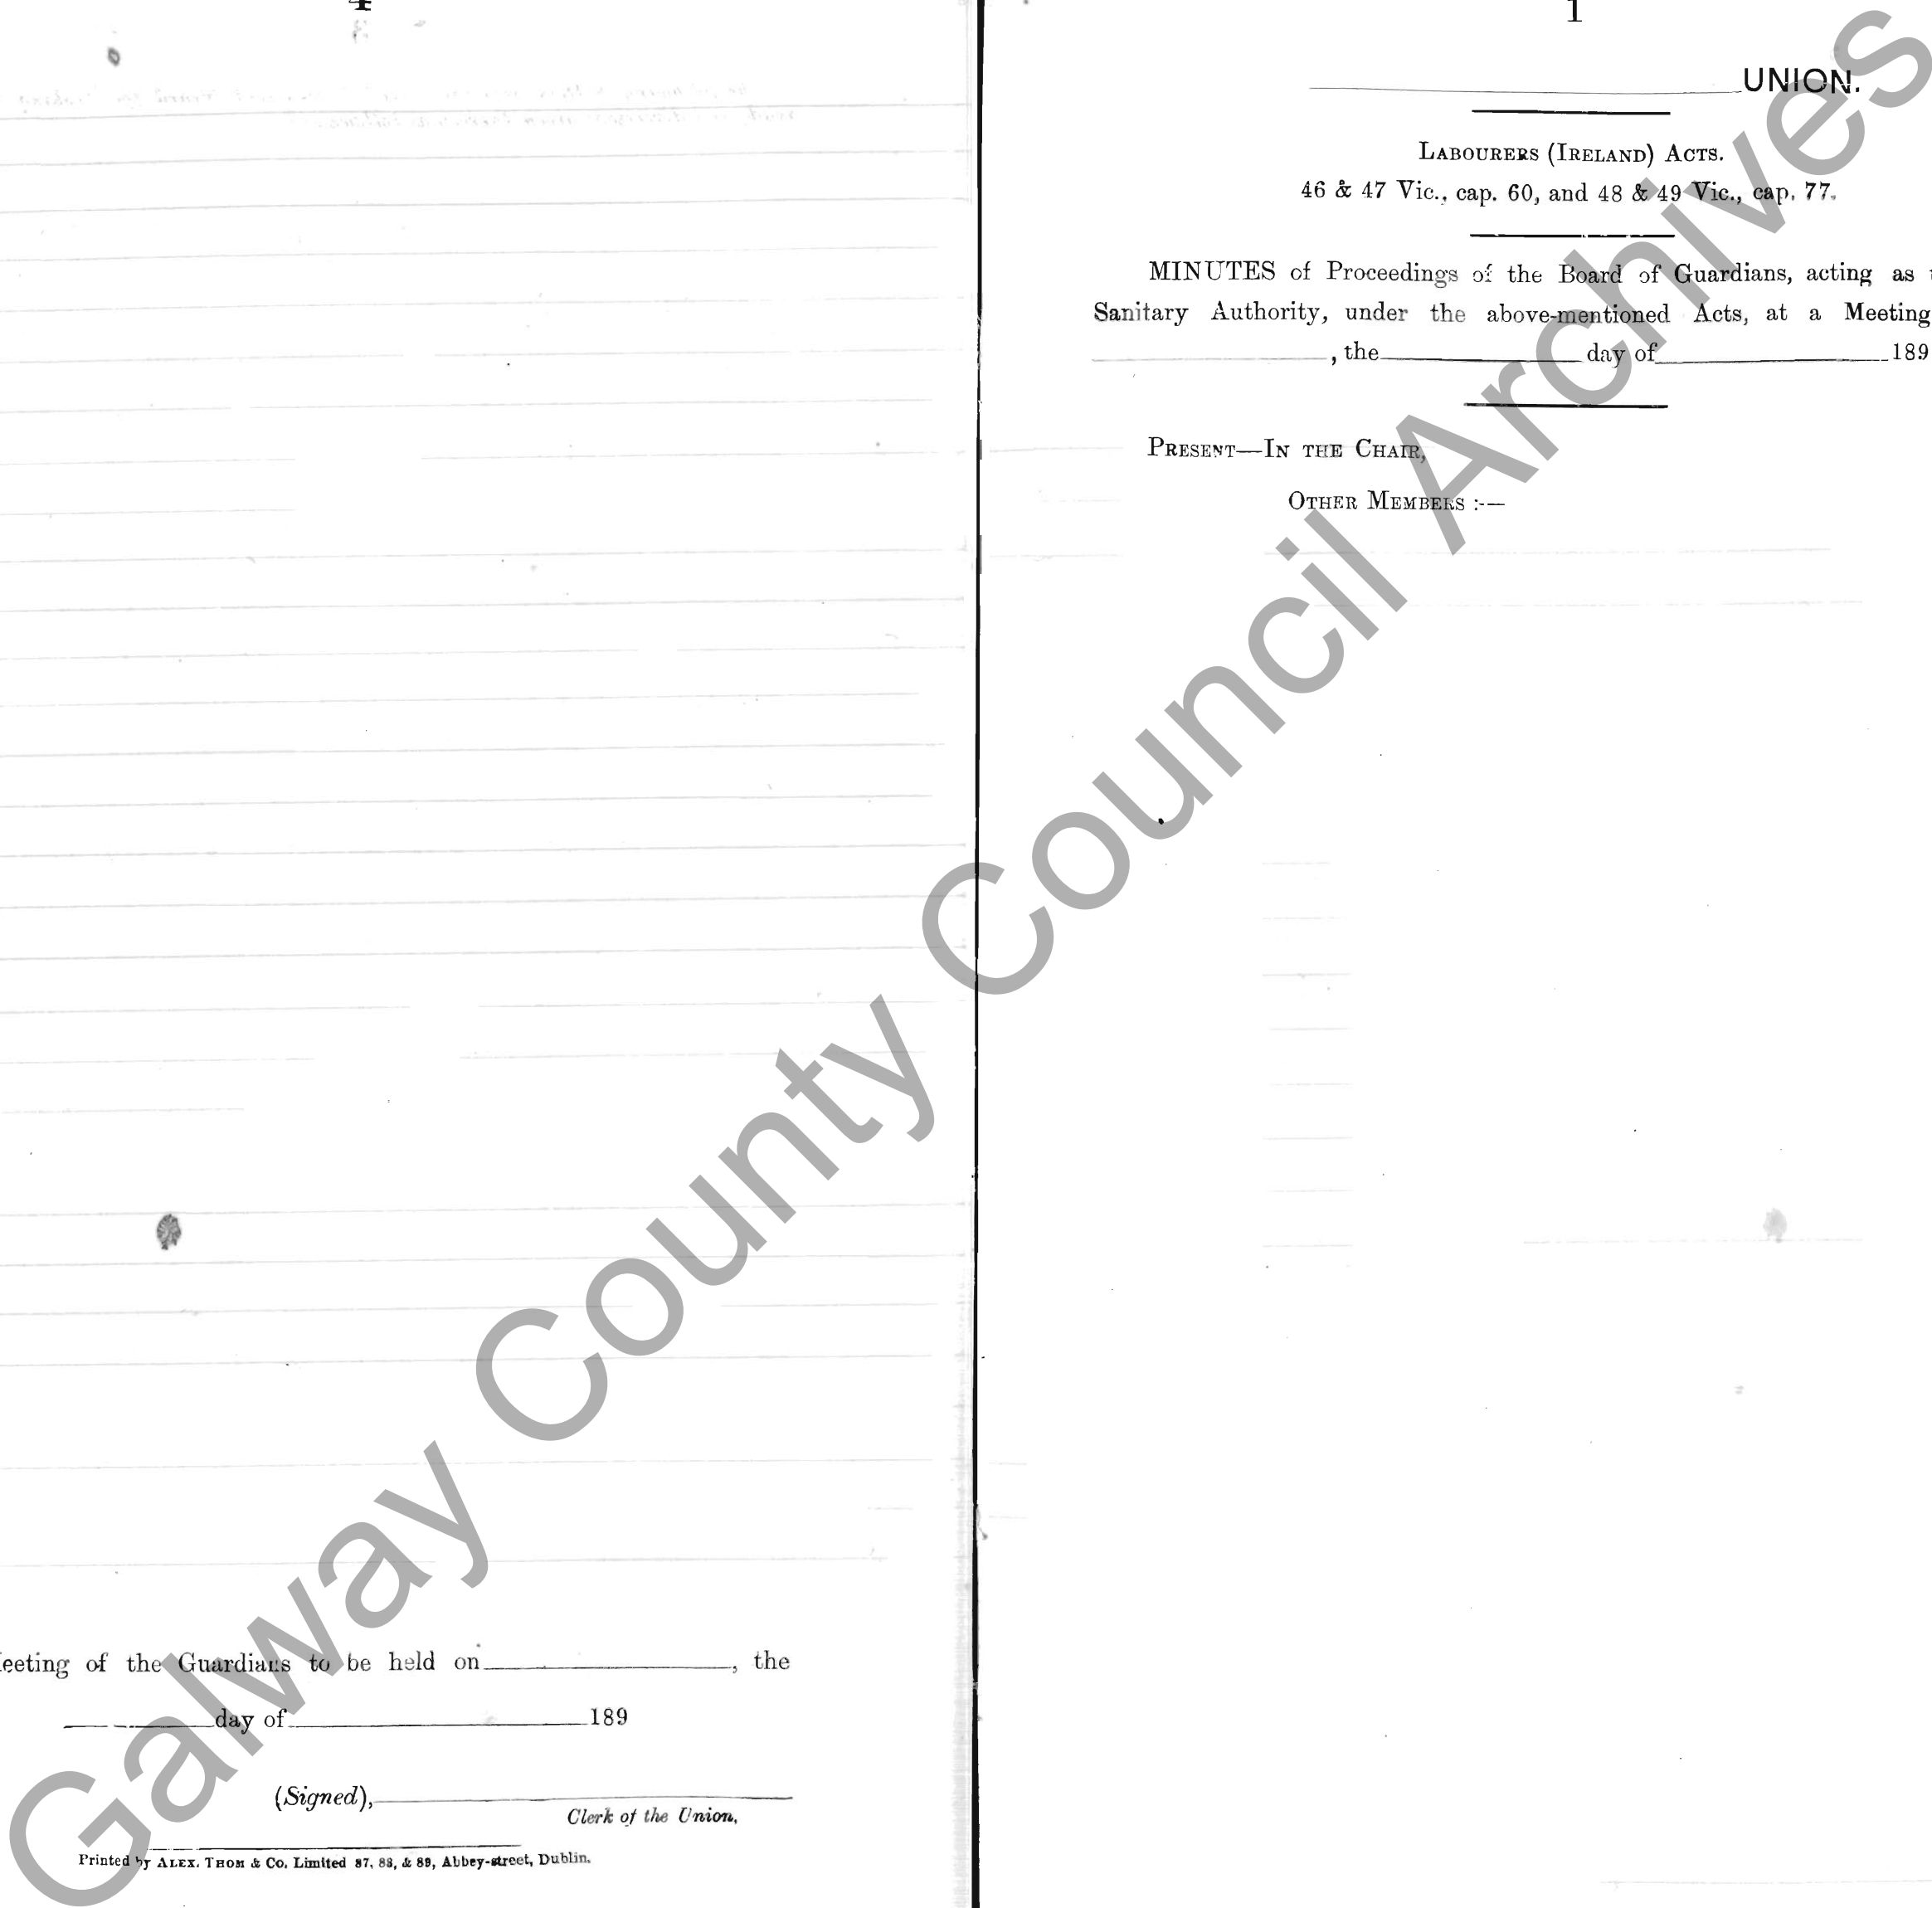 4
eeting of the Guardians to be held on , the
day of 189
(Signed),
Clerk of the Union,
Printed by ALEX. THOM & CO. Limited 87, 88, & 89, Abbey-street, Dublin.
1
UNION.
LABOURERS (IRELAND) ACTS.
46 & 47 Vic., cap. 60, and 48 & 49 Vic., cap. 77.
MINUTES of Proceedings of the Board of Guardians, acting as
Sanitary Authority, under the above-mentioned Acts, at a Meeting
, the day of 189
PRESENT—IN THE CHAIR,
OTHER MEMBERS :—
Galway County Council Archives